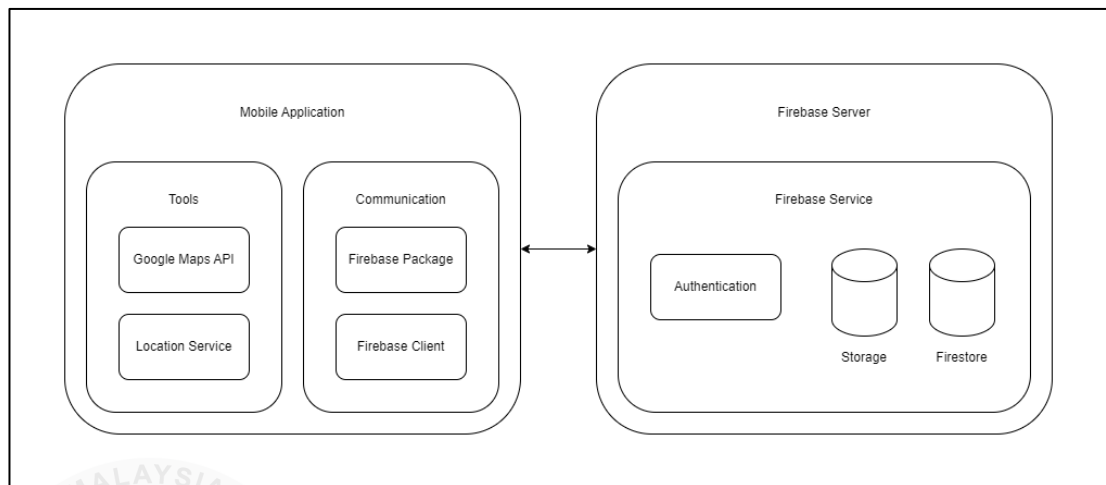 Mobile Application
Tools
Google Maps API
Location Service
Communication
Firebase Package
Firebase Client
Firebase Server
Firebase Service
Authentication
Storage
Firestore
MALAYSIA